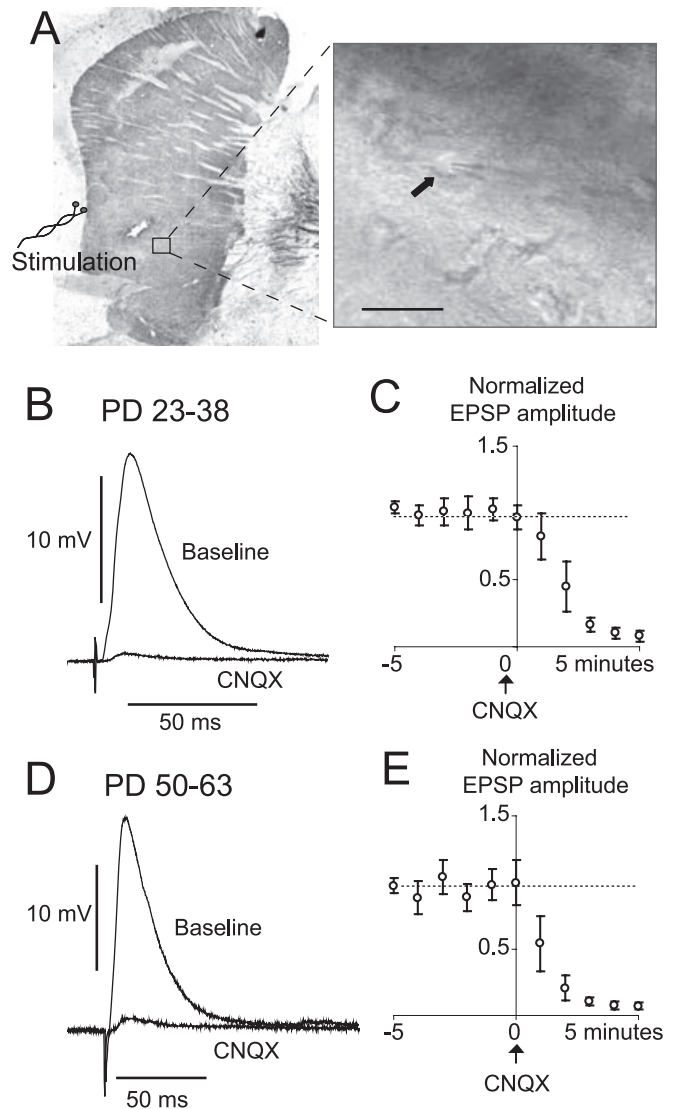 A
Stimulation
B
PD 23-38
10 mV
Baseline
CNQX
50 ms
C
Normalized
EPSP amplitude
1.5
0.5
-5
0
5 minutes
CNQX
D
PD 50-63
10 mV
Baseline
CNQX
50 ms
E
Normalized
EPSP amplitude
1.5
0.5
-5
0
5 minutes
CNQX